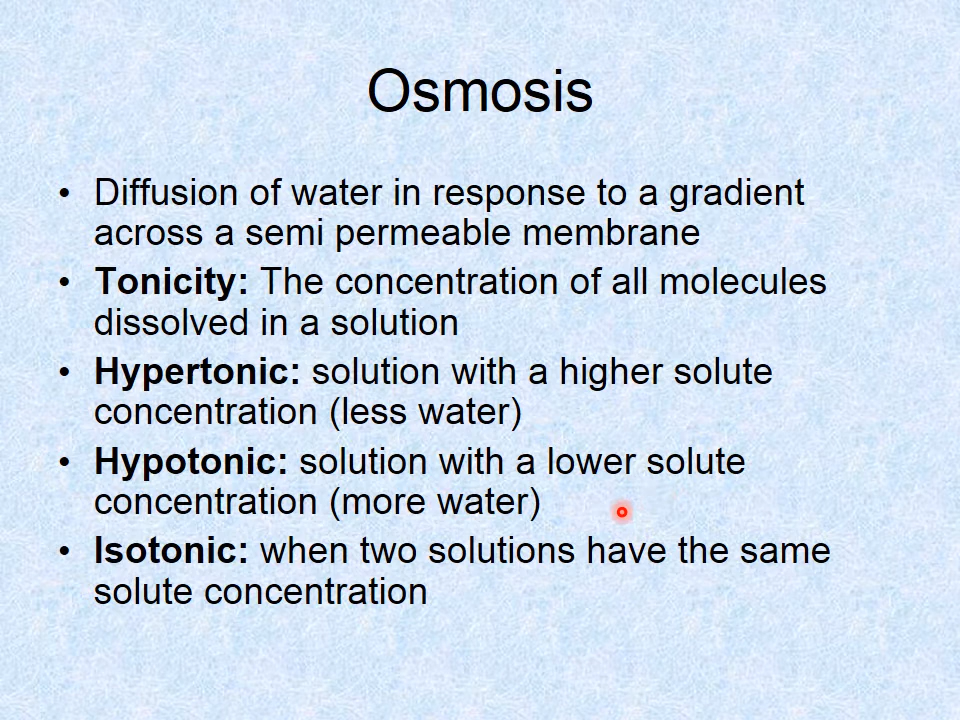 Osmosis
• Diffusion of water in response to a gradient
across a semi permeable membrane
• Tonicity: The concentration of all molecules
dissolved in a solution
• Hypertonic: solution with a higher solute
concentration (less water)
• Hypotonic: solution with a lower solute
concentration (more water)
• Isotonic: when two solutions have the same
solute concentration